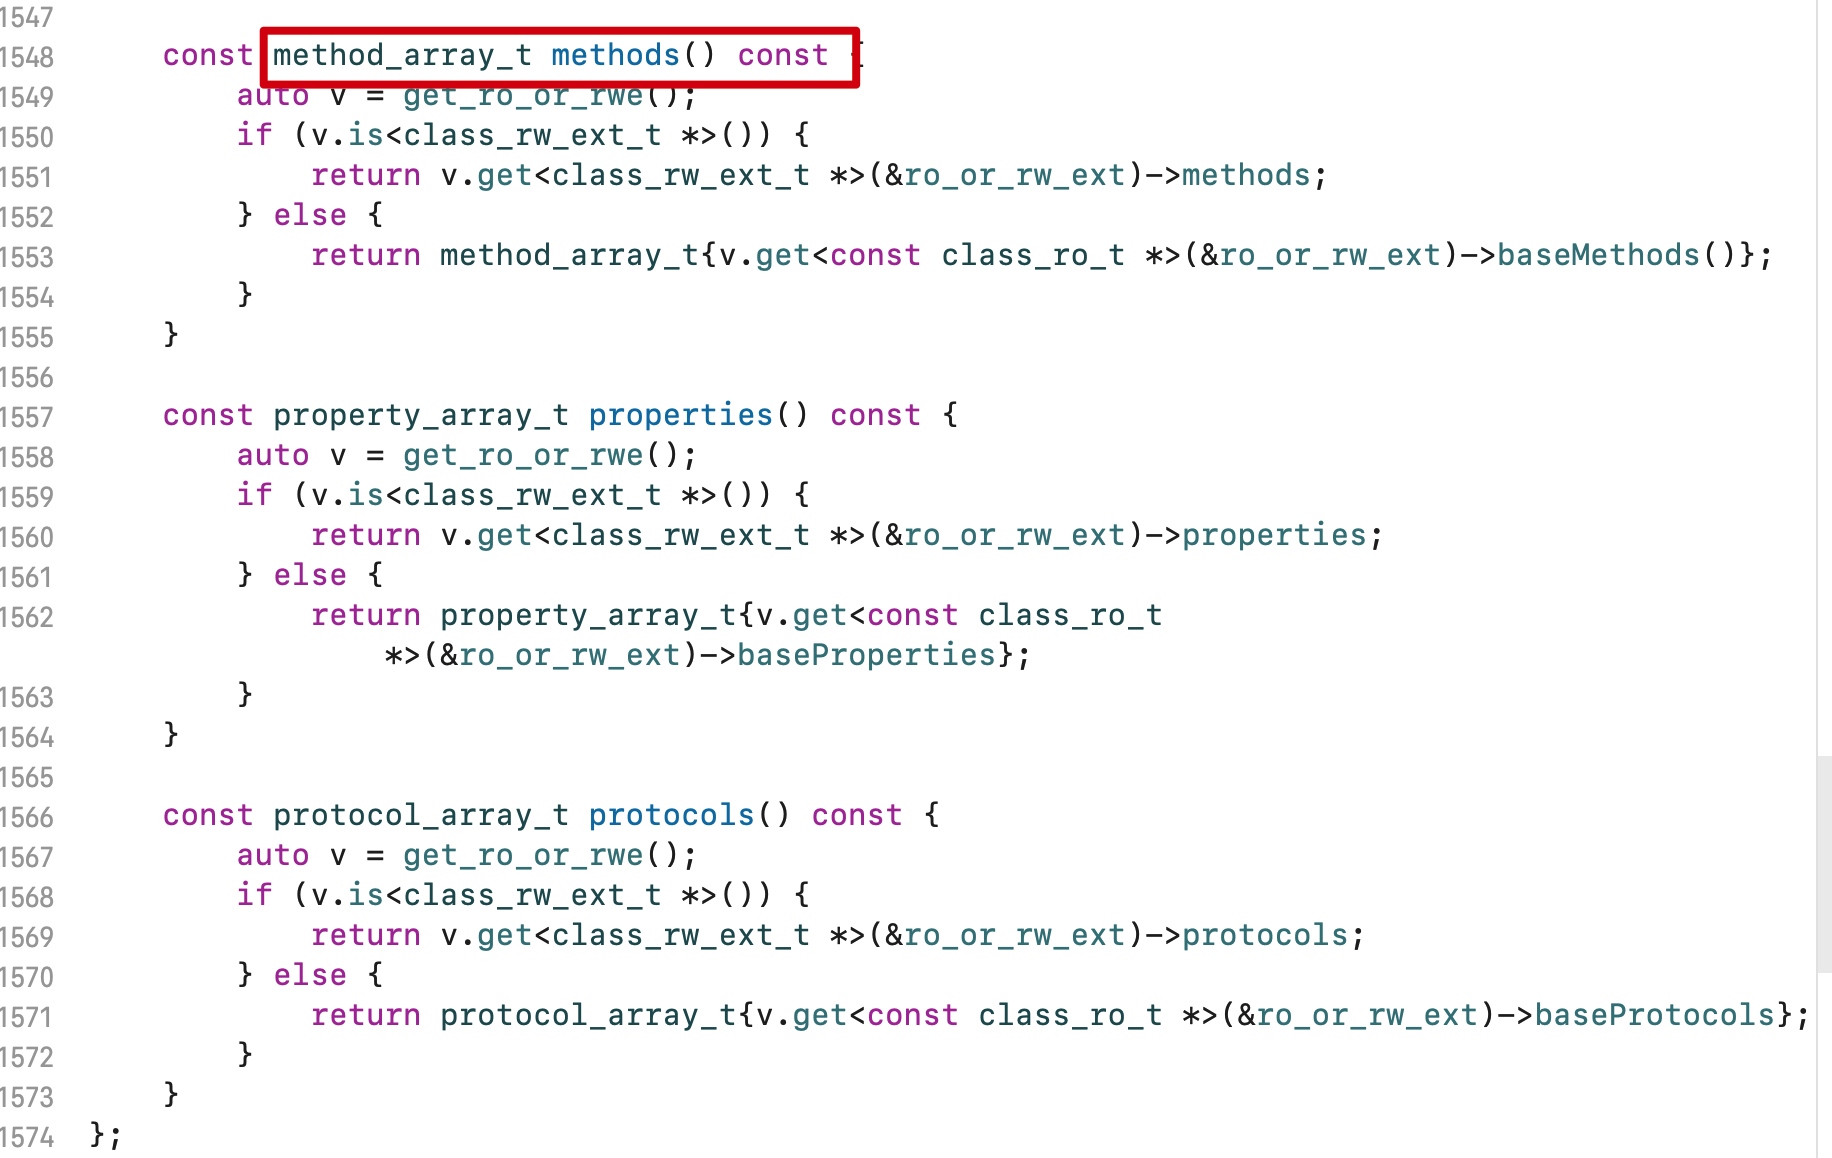 1547
1548 const method_array_t methods() const {
1549 auto v = get_ro_or_rwe();
1550 if (v.is<class_rw_ext_t *>()) {
1551 return v.get<class_rw_ext_t *>(&ro_or_rw_ext)->methods;
1552 } else {
1553 return method_array_t{v.get<const class_ro_t *>(&ro_or_rw_ext)->baseMethods()};
1554 }
1555 }
1556
1557 const property_array_t properties() const {
1558 auto v = get_ro_or_rwe();
1559 if (v.is<class_rw_ext_t *>()) {
1560 return v.get<class_rw_ext_t *>(&ro_or_rw_ext)->properties;
1561 } else {
1562 return property_array_t{v.get<const class_ro_t
*>(&ro_or_rw_ext)->baseProperties};
1563 }
1564 }
1565
1566 const protocol_array_t protocols() const {
1567 auto v = get_ro_or_rwe();
1568 if (v.is<class_rw_ext_t *>()) {
1569 return v.get<class_rw_ext_t *>(&ro_or_rw_ext)->protocols;
1570 } else {
1571 return protocol_array_t{v.get<const class_ro_t *>(&ro_or_rw_ext)->baseProtocols};
1572 }
1573 }
1574 };